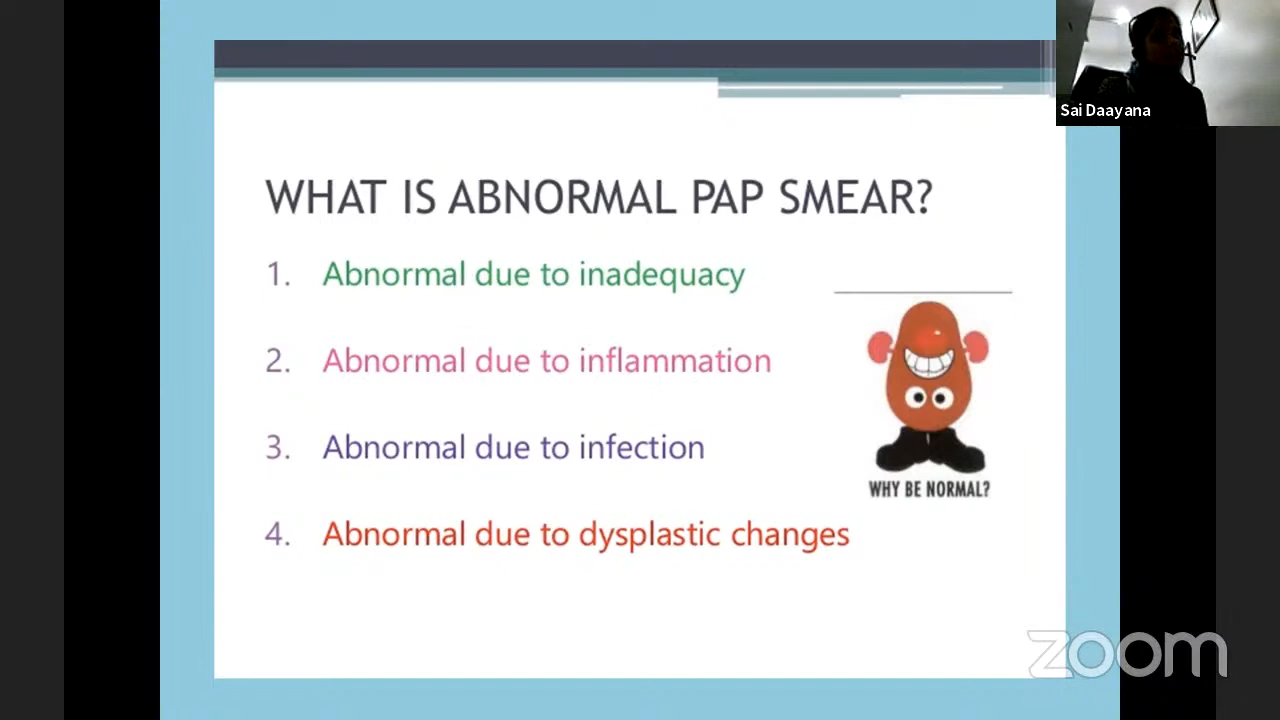 Sai Daayana
WHAT IS ABNORMAL PAP SMEAR?
1. Abnormal due to inadequacy
2. Abnormal due to inflammation
3. Abnormal due to infection
4. Abnormal due to dysplastic changes
WHY BE NORMAL?
zoom